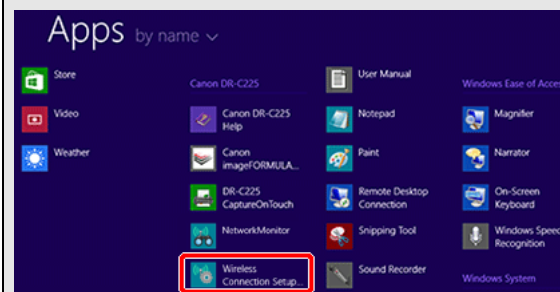 Apps by name
Store
Video
Weather
Canon DR-C225
Canon DR-C225
Help
Canon
imageFORMULA...
DR-C225
CaptureOnTouch
NetworkMonitor
Wireless
Connection Setup...
User Manual
Notepad
Paint
Remote Desktop
Connection
Snipping Tool
Sound Recorder
Windows Ease of Acces
Magnifier
Narrator
On-Screen
Keyboard
Windows Speec
Recognition
Windows System